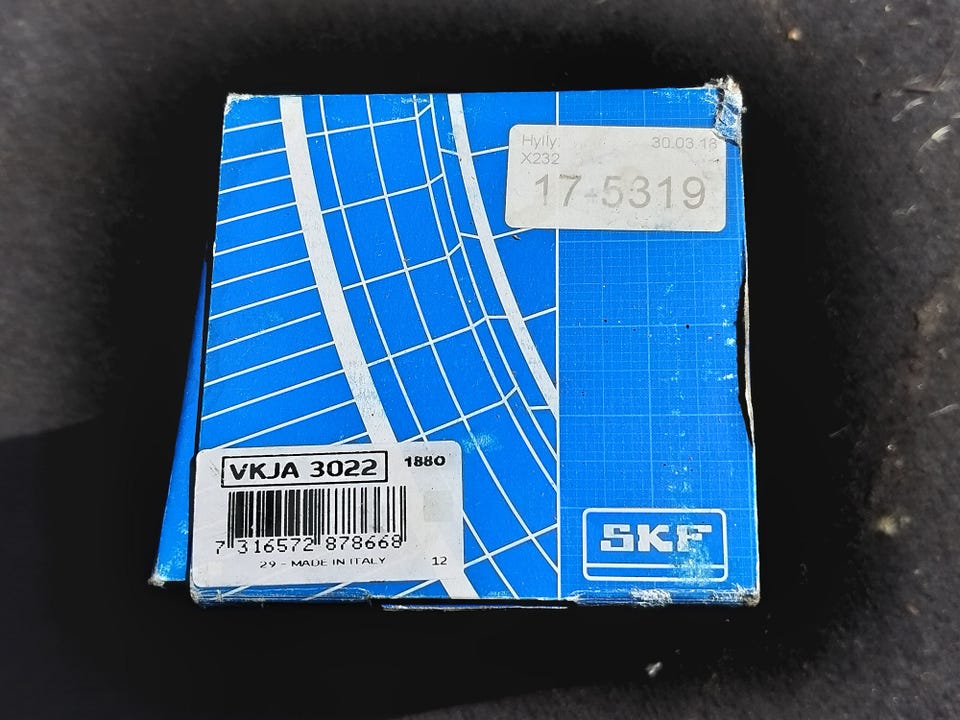 Hylly: 30.03.18
X232
17-5319
VKJA 3022 1880
7 316572 878668
29 - MADE IN ITALY 12
SKF